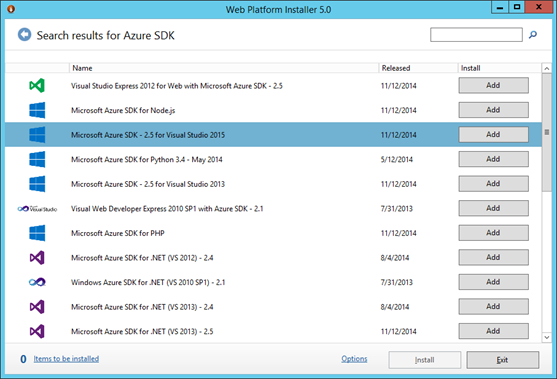 Web Platform Installer 5.0
Search results for Azure SDK
Name Released Install
Visual Studio Express 2012 for Web with Microsoft Azure SDK - 2.5 11/12/2014 Add
Microsoft Azure SDK for Node.js 11/12/2014 Add
Microsoft Azure SDK - 2.5 for Visual Studio 2015 11/12/2014 Add
Microsoft Azure SDK for Python 3.4 - May 2014 5/12/2014 Add
Microsoft Azure SDK - 2.5 for Visual Studio 2013 11/12/2014 Add
Visual Studio Visual Web Developer Express 2010 SP1 with Azure SDK - 2.1 7/31/2013 Add
Microsoft Azure SDK for PHP 11/12/2014 Add
Microsoft Azure SDK for .NET (VS 2012) - 2.4 8/4/2014 Add
Windows Azure SDK for .NET (VS 2010 SP1) - 2.1 7/31/2013 Add
Microsoft Azure SDK for .NET (VS 2013) - 2.4 8/4/2014 Add
Microsoft Azure SDK for .NET (VS 2013) - 2.5 11/12/2014 Add
0 Items to be installed Options Install Exit